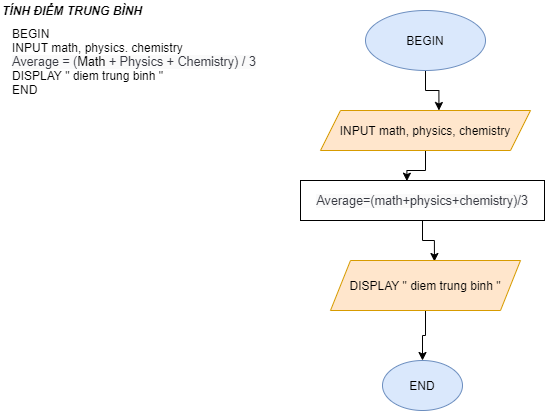 TÍNH ĐIỂM TRUNG BÌNH
BEGIN
INPUT math, physics. chemistry
Average = (Math + Physics + Chemistry) / 3
DISPLAY " diem trung binh "
END
BEGIN
INPUT math, physics, chemistry
Average=(math+physics+chemistry)/3
DISPLAY " diem trung binh "
END